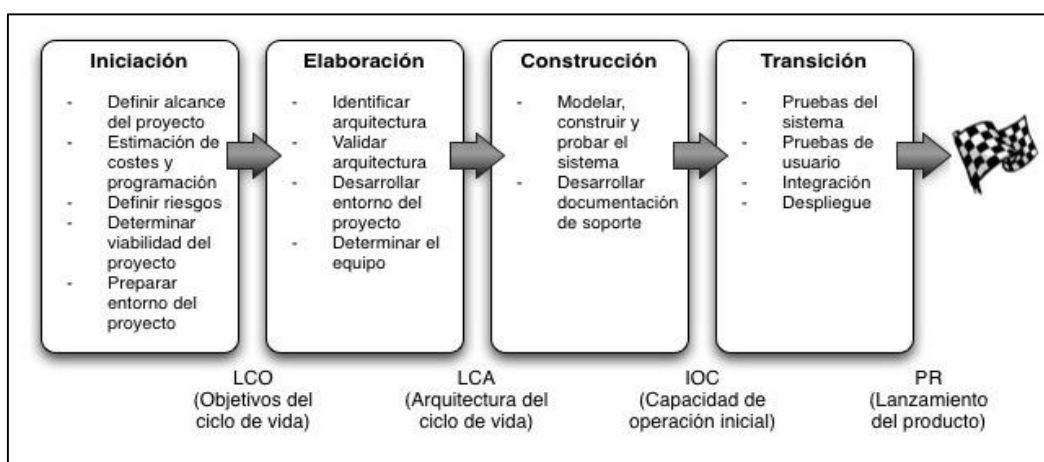 Iniciación
- Definir alcance
del proyecto
- Estimación de
costes y
programación
- Definir riesgos
- Determinar
viabilidad del
proyecto
- Preparar
entorno del
proyecto
Elaboración
- Identificar
arquitectura
- Validar
arquitectura
- Desarrollar
entorno del
proyecto
- Determinar el
equipo
Construcción
- Modelar,
construir y
probar el
sistema
- Desarrollar
documentación
de soporte
Transición
- Pruebas del
sistema
- Pruebas de
usuario
- Integración
- Despliegue
LCO
(Objetivos del
ciclo de vida)
LCA
(Arquitectura del
ciclo de vida)
IOC
(Capacidad de
operación inicial)
PR
(Lanzamiento
del producto)